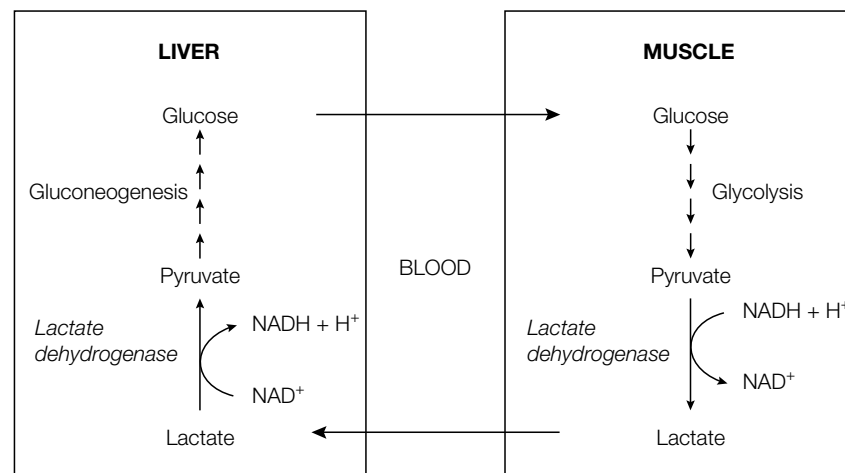 LIVER
Glucose
Gluconeogenesis
Pyruvate
Lactate
dehydrogenase
NADH + H⁺
NAD⁺
Lactate
BLOOD
MUSCLE
Glucose
Glycolysis
Pyruvate
Lactate
dehydrogenase
NADH + H⁺
NAD⁺
Lactate